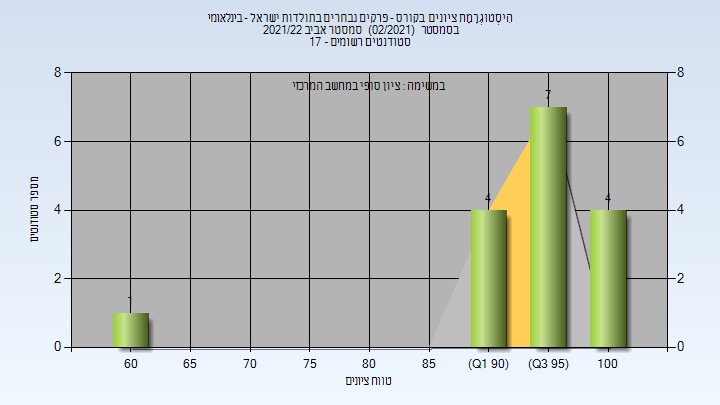 היסטוגרמת ציונים בקורס - פרקים נבחרים בתולדות ישראל - בינלאומי
בסמסטר (02/2021) סמסטר אביב 2021/22
סטודנטים רשומים - 17
במשימה : ציון סופי במחשב המרכזי
8 8
7
6 6
מספר סטודנטים
4 4 4 4
2 2
1
0 0
60 65 70 75 80 85 (Q1 90) (Q3 95) 100
טווח ציונים